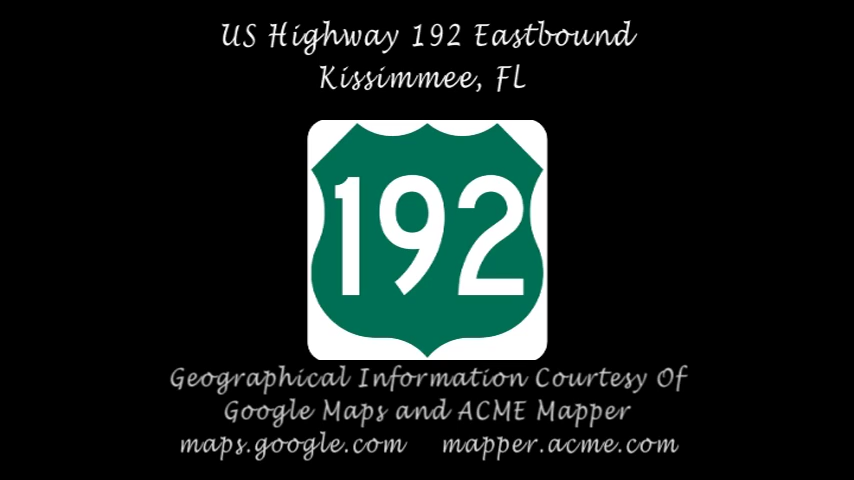 US Highway 192 Eastbound
Kissimmee, FL
192
Geographical Information Courtesy Of
Google Maps and ACME Mapper
maps.google.com mapper.acme.com